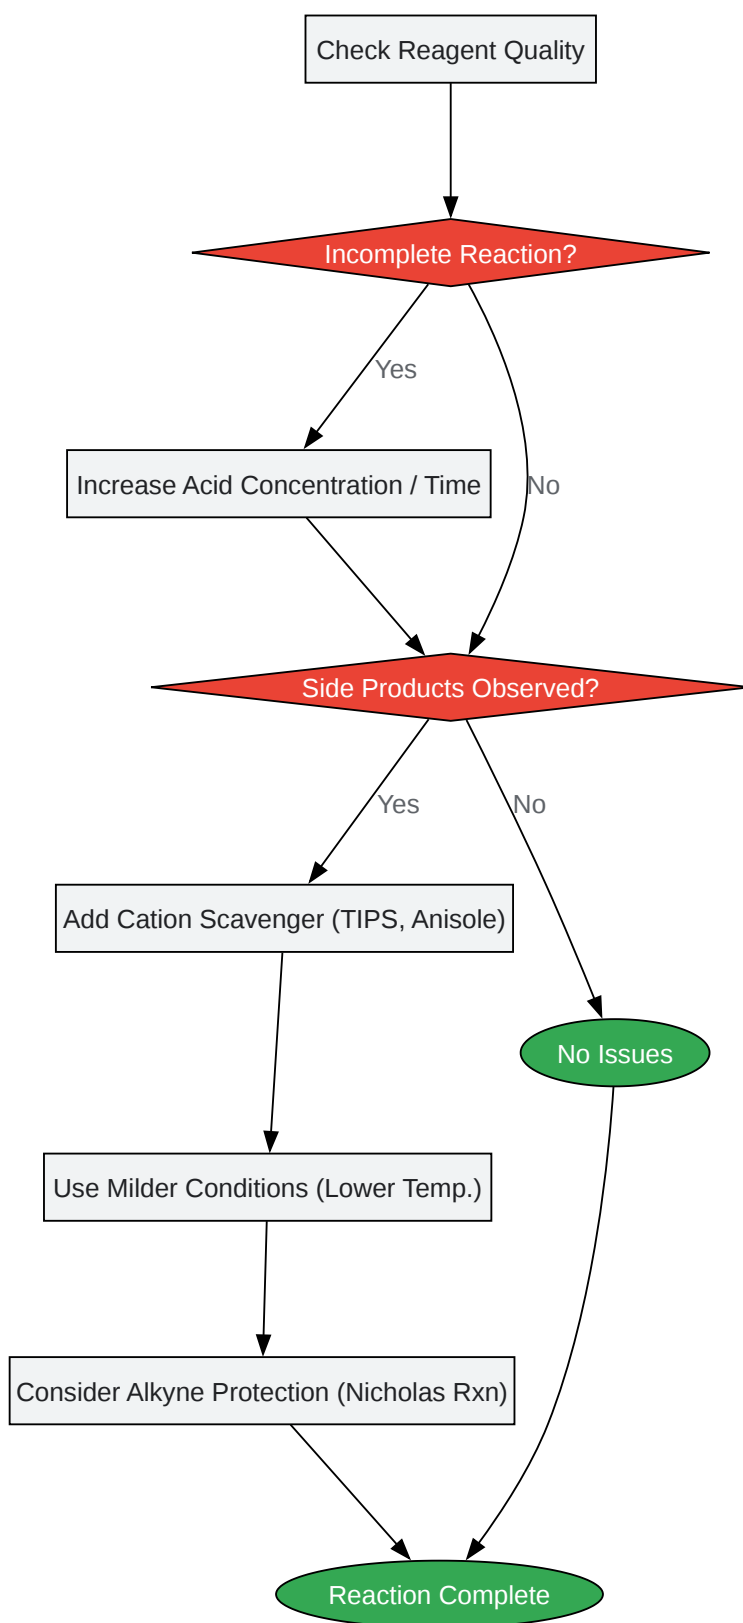 Check Reagent Quality
Incomplete Reaction?
Yes
Increase Acid Concentration / Time
No
Side Products Observed?
Yes
No
Add Cation Scavenger (TIPS, Anisole)
No Issues
Use Milder Conditions (Lower Temp.)
Consider Alkyne Protection (Nicholas Rxn)
Reaction Complete